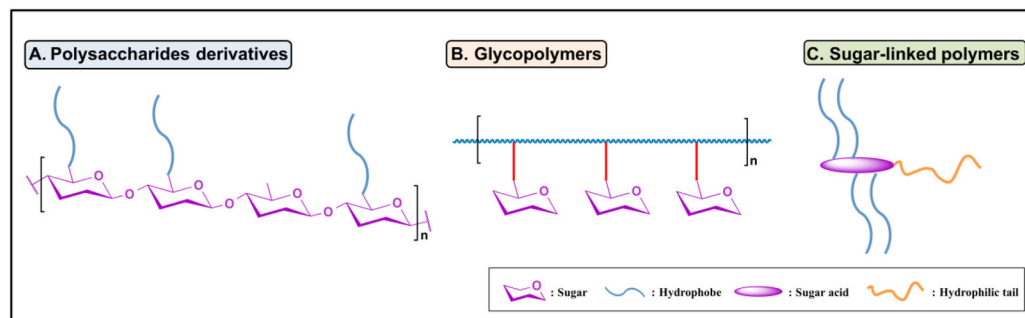 A. Polysaccharides derivatives
B. Glycopolymers
C. Sugar-linked polymers
O
O
O
O
O
O
O
n
O
O
O
n
O
: Sugar
: Hydrophobe
: Sugar acid
: Hydrophilic tail